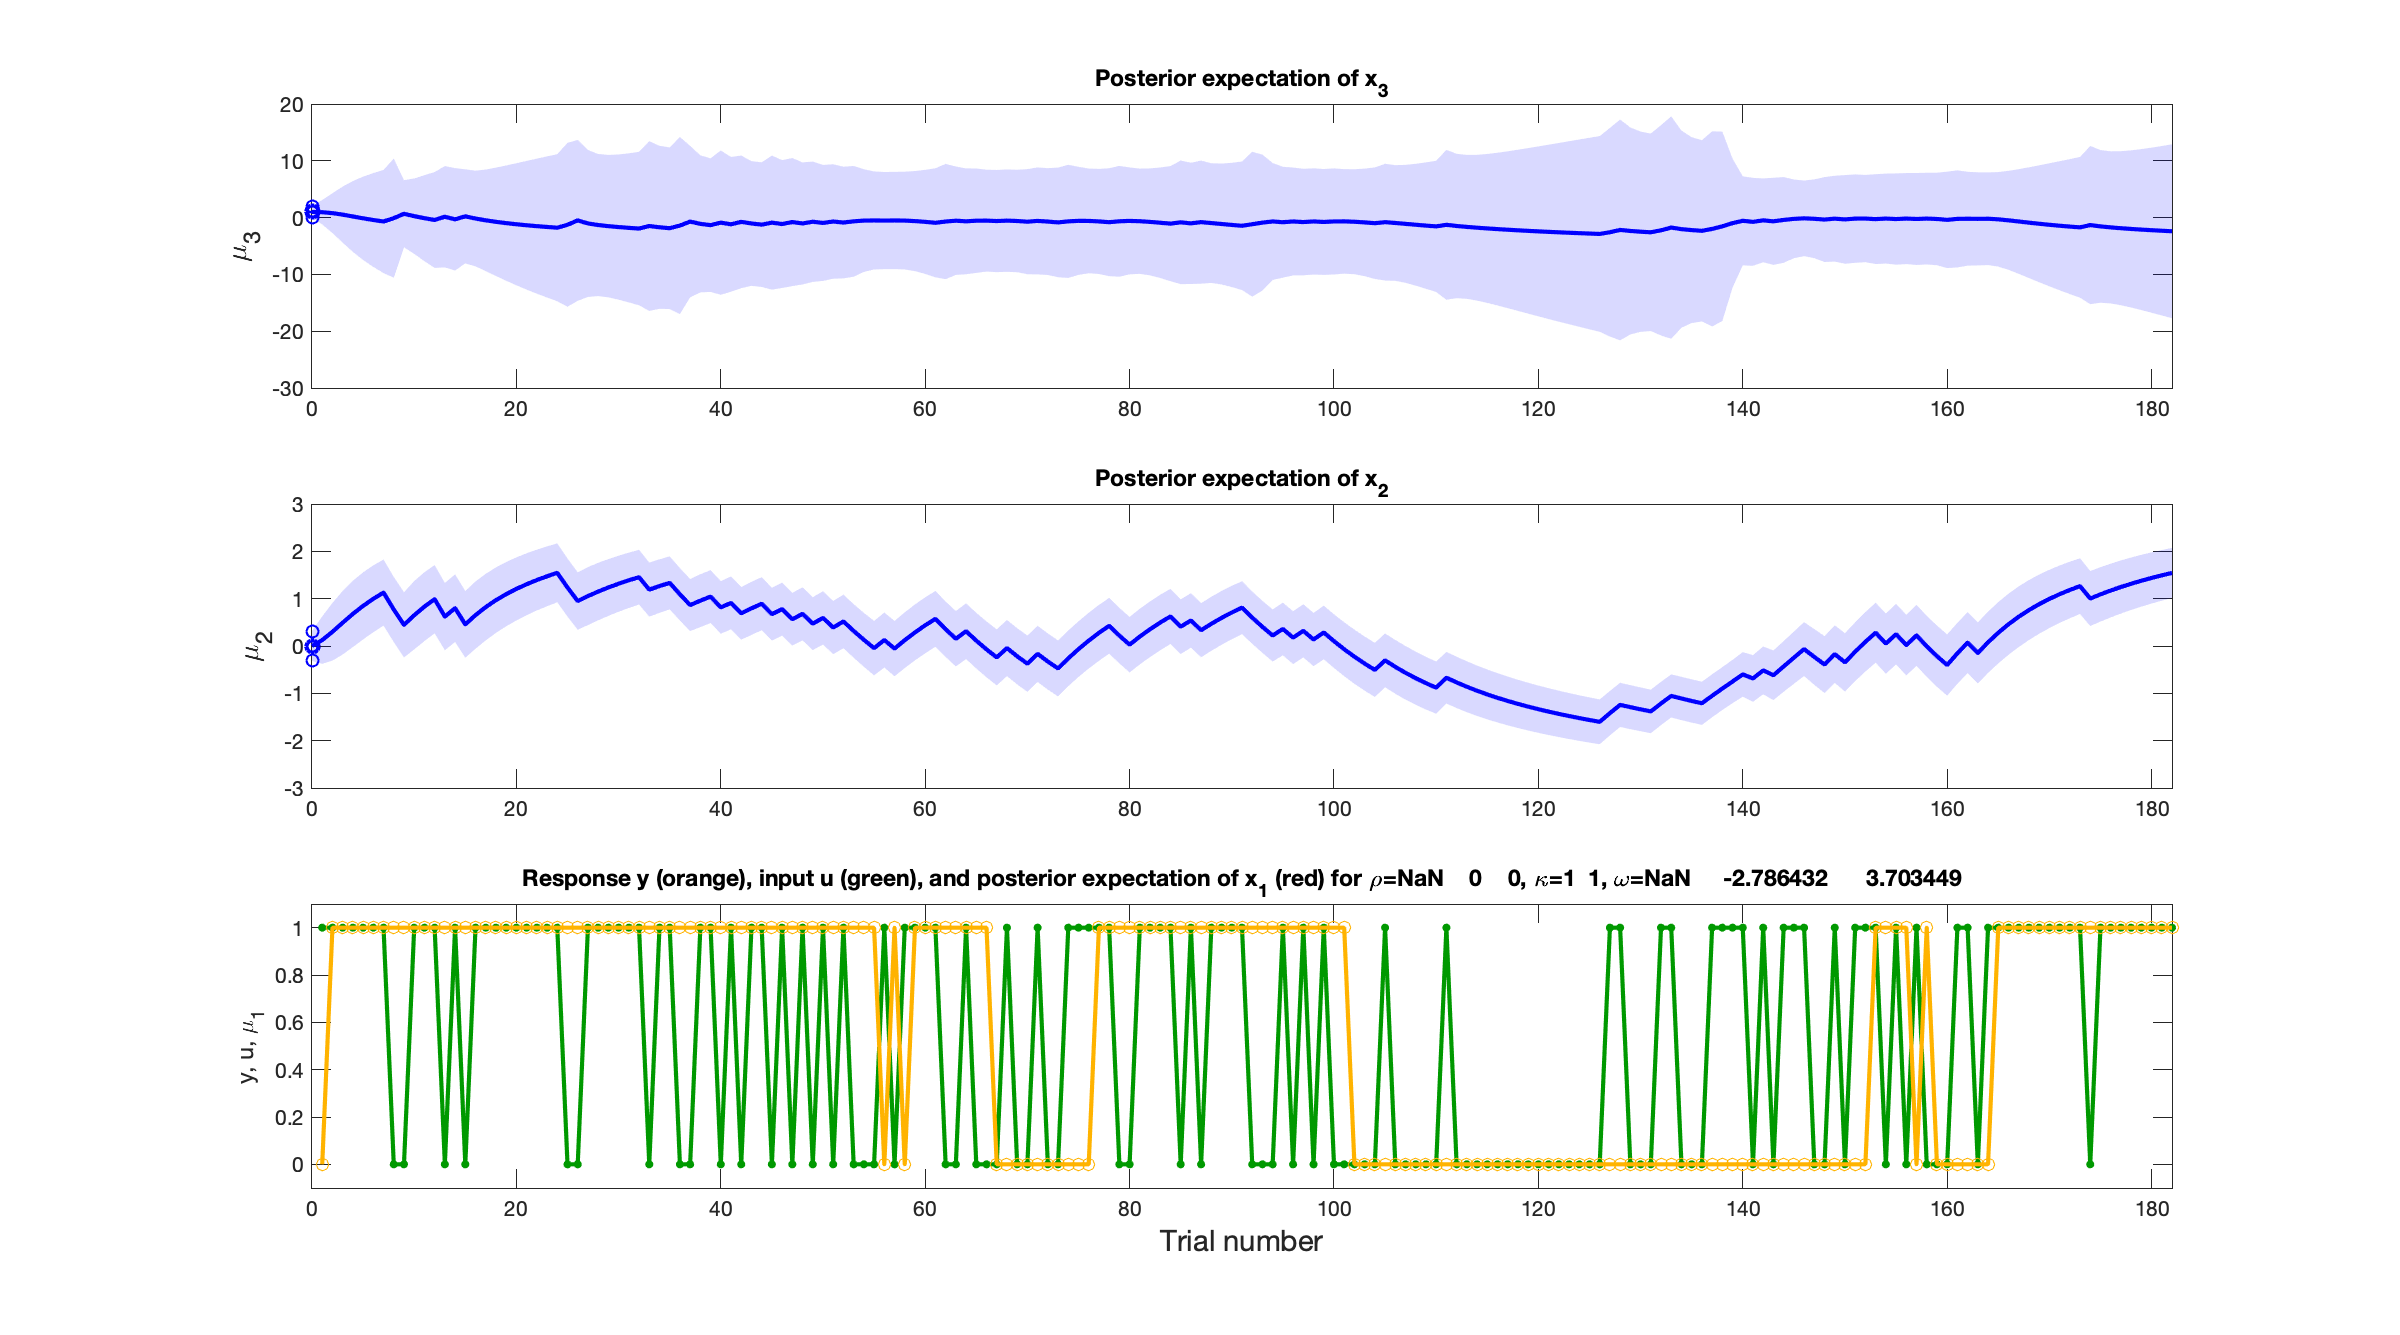 Posterior expectation of x3
μ3
20
10
0
-10
-20
-30
0 20 40 60 80 100 120 140 160 180
Posterior expectation of x2
μ2
3
2
1
0
-1
-2
-3
0 20 40 60 80 100 120 140 160 180
Response y (orange), input u (green), and posterior expectation of x1 (red) for ρ=NaN 0 0, κ=1 1, ω=NaN -2.786432 3.703449
y, u, μ1
1
0.8
0.6
0.4
0.2
0
0 20 40 60 80 100 120 140 160 180
Trial number